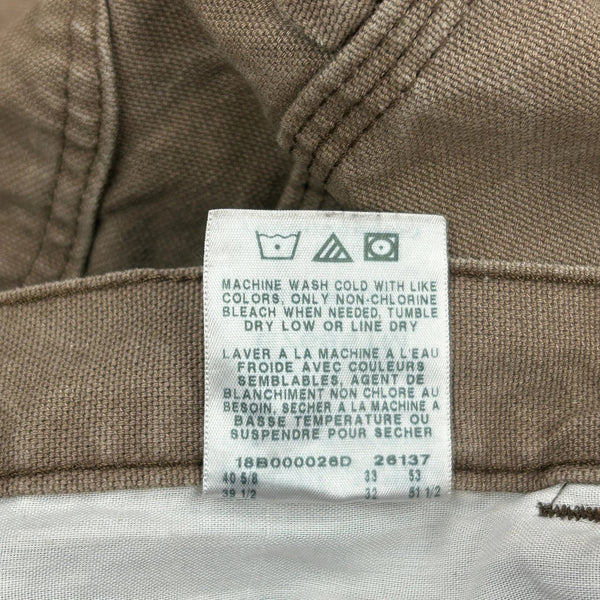 MACHINE WASH COLD WITH LIKE
COLORS, ONLY NON-CHLORINE
BLEACH WHEN NEEDED, TUMBLE
DRY LOW OR LINE DRY
LAVER A LA MACHINE A L'EAU
FROIDE AVEC COULEURS
SEMBLABLES, AGENT DE
BLANCHIMENT NON CHLORE AU
BESOIN, SECHER A LA MACHINE A
BASSE TEMPERATURE OU
SUSPENDRE POUR SECHER
18B000026D 26137
40 5/8 33 53
39 1/2 32 51 1/2